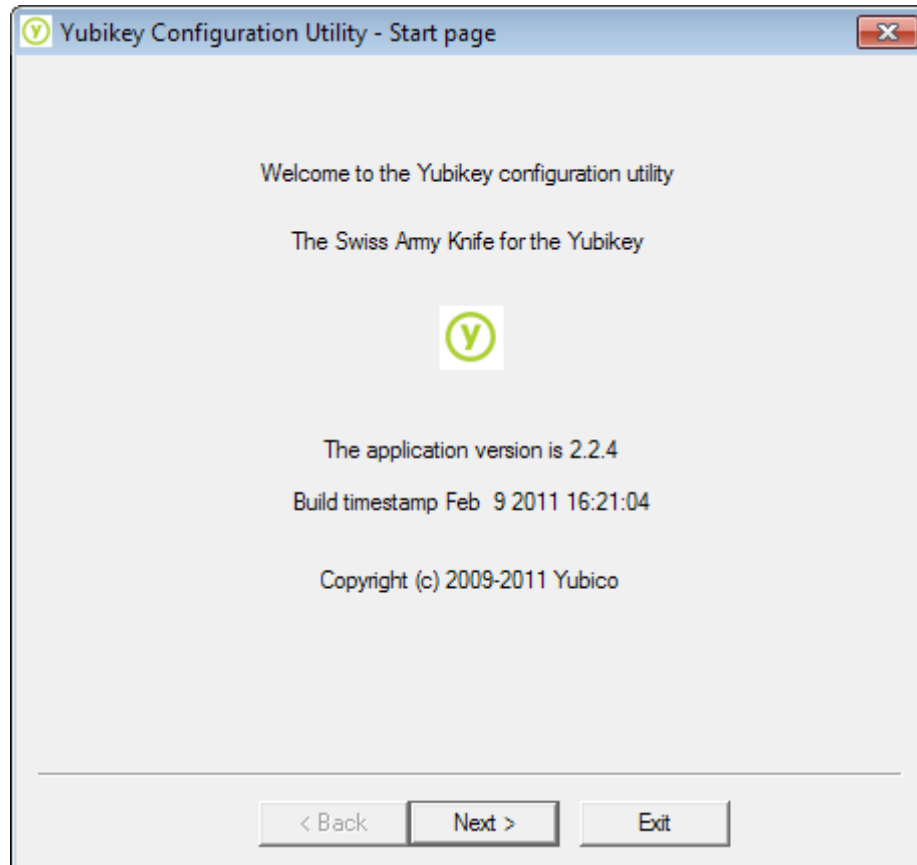 Yubikey Configuration Utility - Start page
Welcome to the Yubikey configuration utility
The Swiss Army Knife for the Yubikey
y
The application version is 2.2.4
Build timestamp Feb  9 2011 16:21:04
Copyright (c) 2009-2011 Yubico
< Back Next > Exit